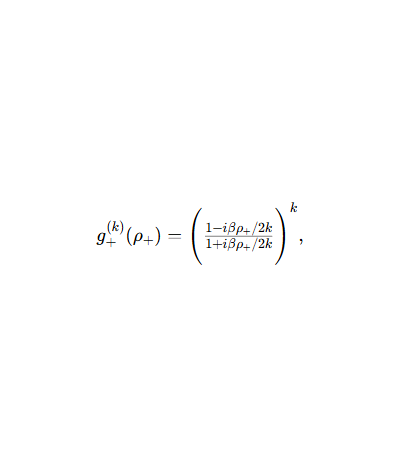 $g_+^{(k)}(\rho_+) = \left( \frac{1-i\beta\rho_+/2k}{1+i\beta\rho_+/2k} \right)^k,$